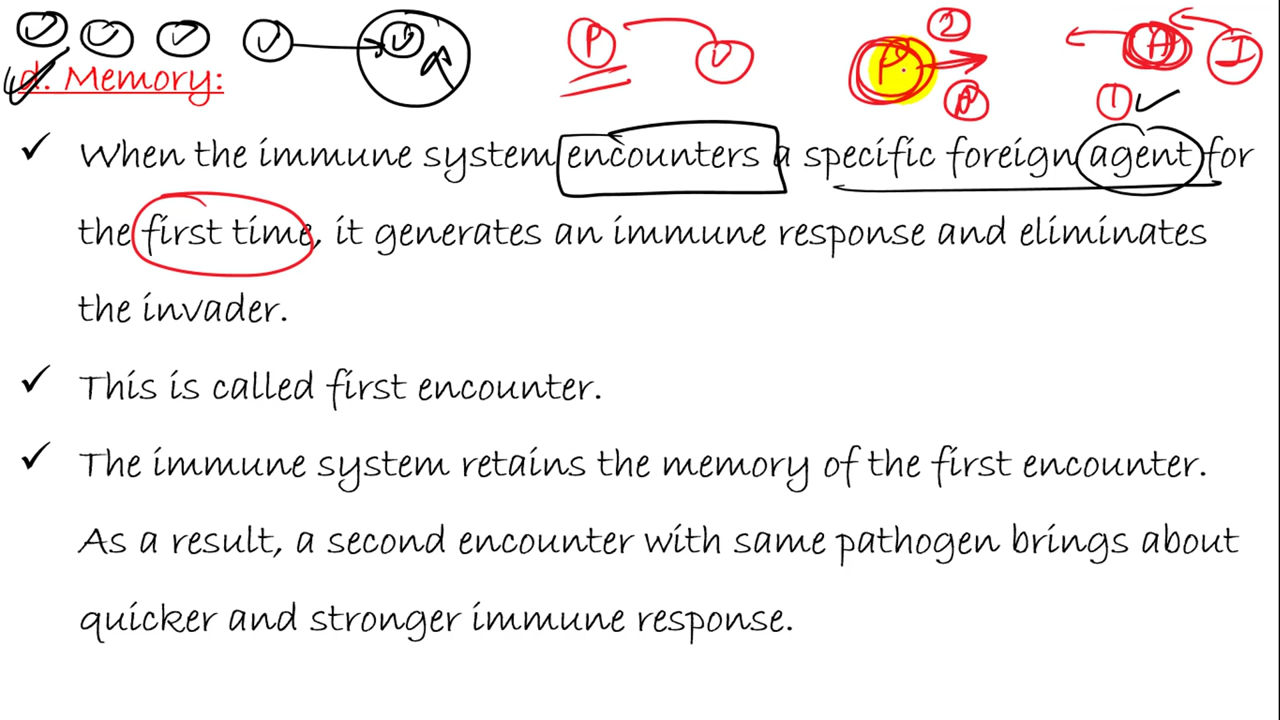 P
2
A
I
P
1
d. Memory:
✓ When the immune system encounters a specific foreign agent for
the first time, it generates an immune response and eliminates
the invader.
✓ This is called first encounter.
✓ The immune system retains the memory of the first encounter.
As a result, a second encounter with same pathogen brings about
quicker and stronger immune response.